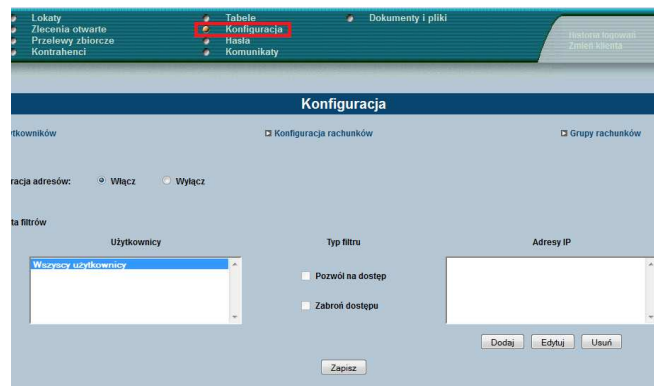 Lokaty
Zlecenia otwarte
Przelewy zbiorcze
Kontrahenci
Tabele
Konfiguracja
Hasła
Komunikaty
Dokumenty i pliki
Historia logowań
Zmień klienta
Konfiguracja
tkowników
Konfiguracja rachunków
Grupy rachunków
racja adresów:
Włącz
Wyłącz
ta filtrów
Użytkownicy
Typ filtru
Adresy IP
Wszyscy użytkownicy
Pozwól na dostęp
Zabroń dostępu
Dodaj
Edytuj
Usuń
Zapisz